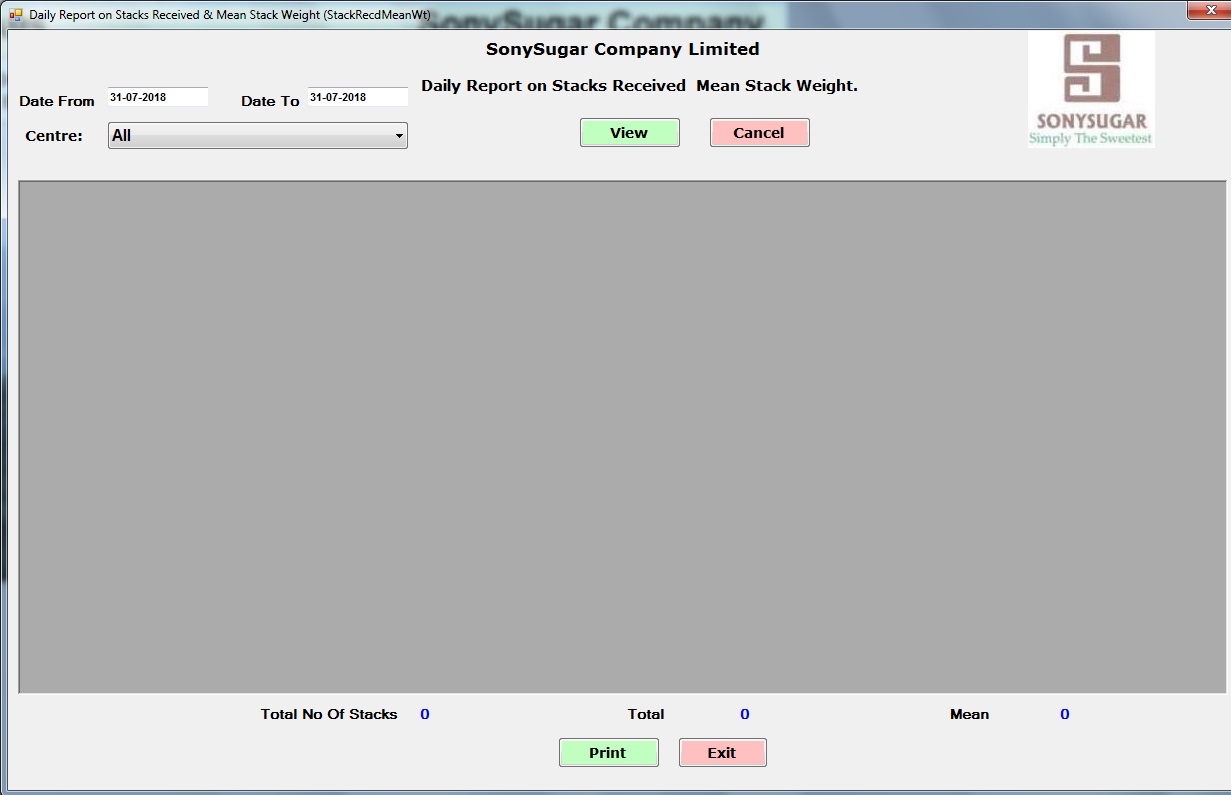 Daily Report on Stacks Received & Mean Stack Weight (StackRecdMeanWt)
SonySugar Company
SonySugar Company Limited
Daily Report on Stacks Received  Mean Stack Weight.
Date From 31-07-2018 Date To 31-07-2018
Centre: All
View Cancel
SONYSUGAR
Simply The Sweetest
Total No Of Stacks 0 Total 0 Mean 0
Print Exit